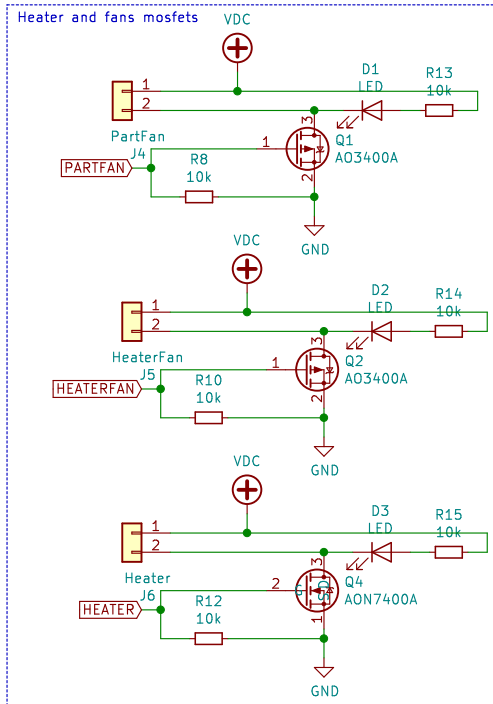 Heater and fans mosfets
VDC
1
2
PartFan
J4
PARTFAN
R8
10k
1
3
2
Q1
AO3400A
D1
LED
R13
10k
GND
VDC
1
2
HeaterFan
J5
HEATERFAN
R10
10k
1
3
2
Q2
AO3400A
D2
LED
R14
10k
GND
VDC
1
2
Heater
J6
HEATER
R12
10k
2
3
1
G
Q4
AON7400A
D3
LED
R15
10k
GND